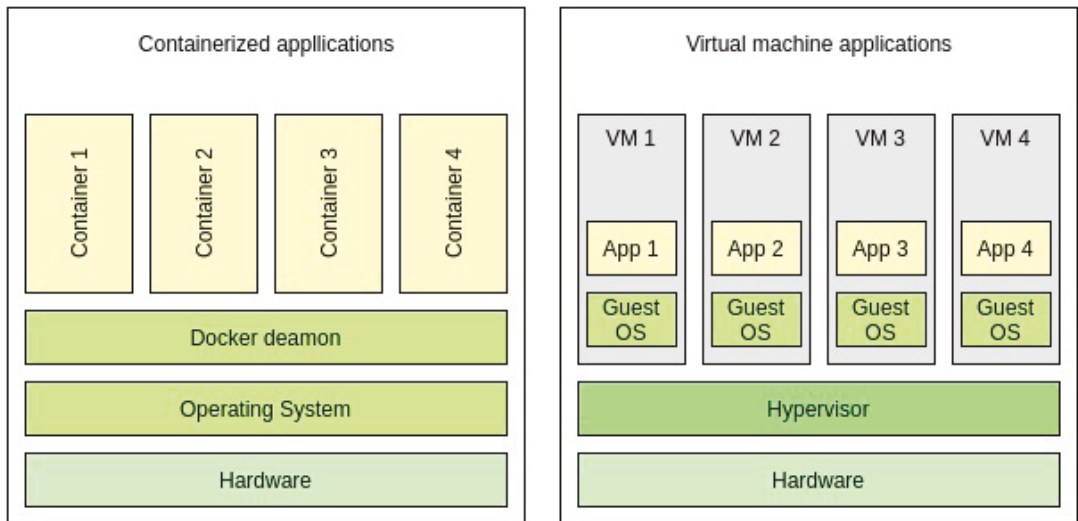 Containerized appllications
Container 1
Container 2
Container 3
Container 4
Docker deamon
Operating System
Hardware
Virtual machine applications
VM 1
VM 2
VM 3
VM 4
App 1
App 2
App 3
App 4
Guest
OS
Guest
OS
Guest
OS
Guest
OS
Hypervisor
Hardware